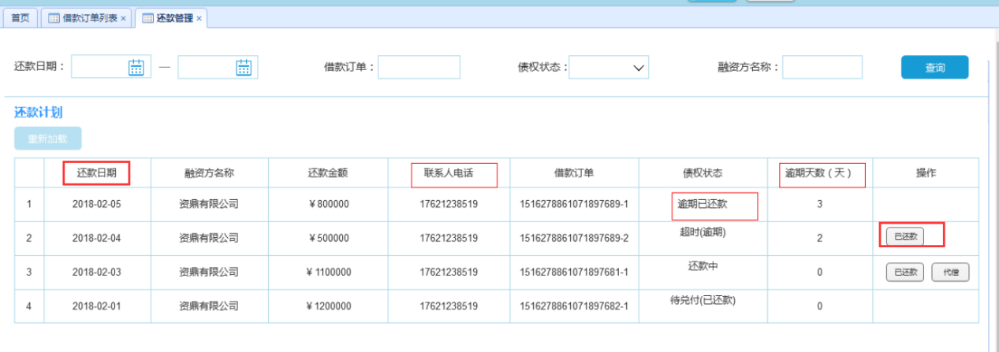 首页 借款订单列表 × 还款管理 ×
还款日期： — 借款订单： 债权状态： 融资方名称： 查询
还款计划
重新加载
还款日期 融资方名称 还款金额 联系人电话 借款订单 债权状态 逾期天数（天） 操作
1 2018-02-05 资鼎有限公司 ¥800000 17621238519 1516278861071897689-1 逾期已还款 3
2 2018-02-04 资鼎有限公司 ¥500000 17621238519 1516278861071897689-2 超时(逾期) 2 已还款
3 2018-02-03 资鼎有限公司 ¥ 1100000 17621238519 1516278861071897681-1 还款中 0 已还款 代偿
4 2018-02-01 资鼎有限公司 ¥ 1200000 17621238519 1516278861071897682-1 待兑付(已还款) 0